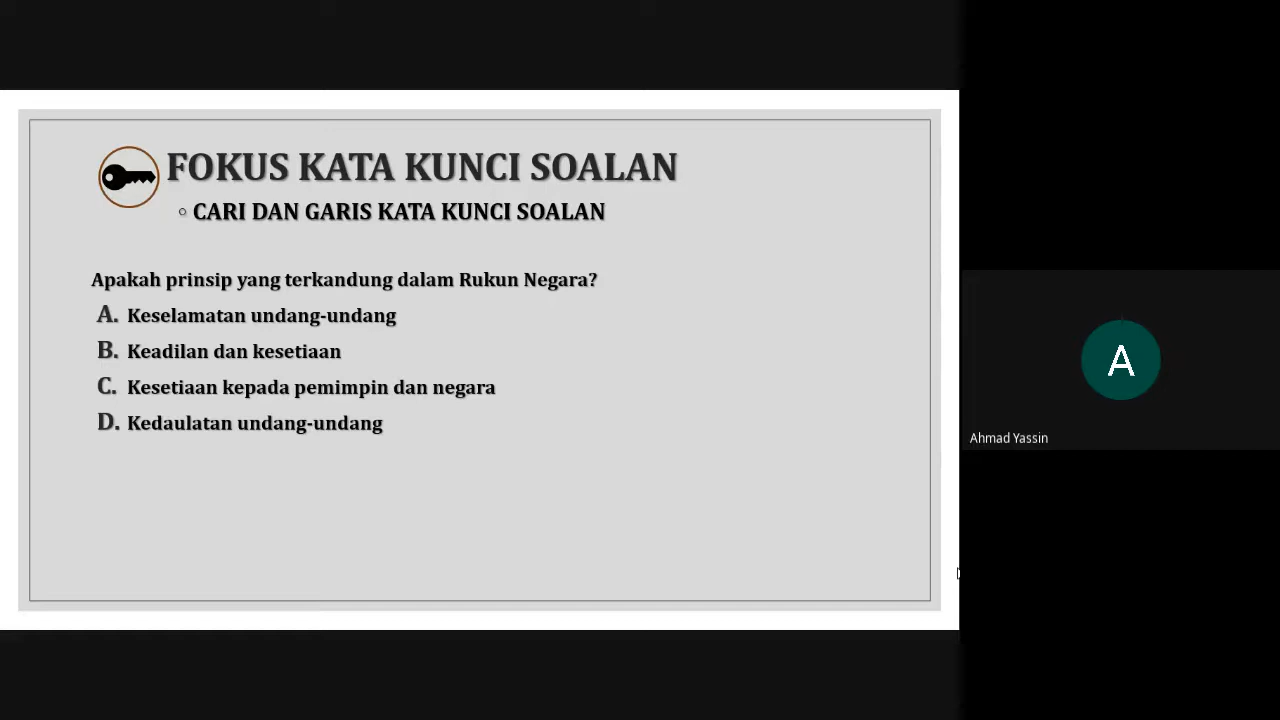 FOKUS KATA KUNCI SOALAN
CARI DAN GARIS KATA KUNCI SOALAN
Apakah prinsip yang terkandung dalam Rukun Negara?
A. Keselamatan undang-undang
B. Keadilan dan kesetiaan
C. Kesetiaan kepada pemimpin dan negara
D. Kedaulatan undang-undang
A
Ahmad Yassin